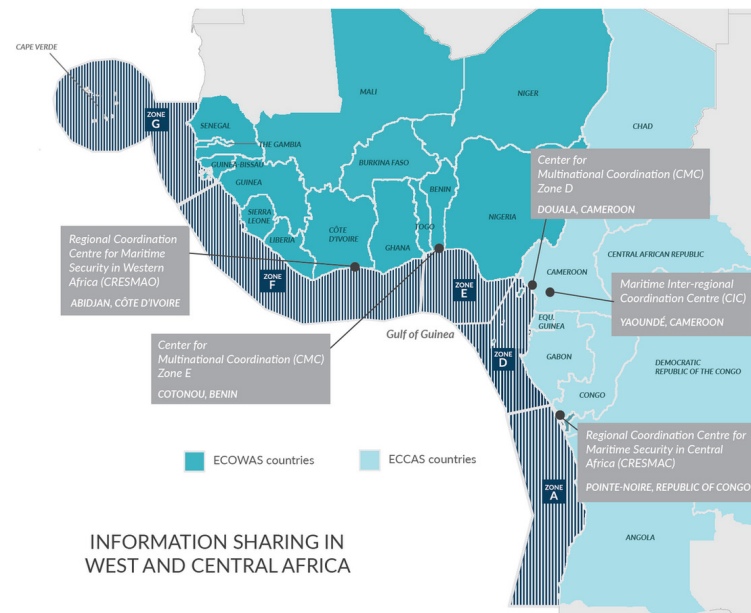 CAPE VERDE
ZONE
G
SENEGAL
THE GAMBIA
GUINEA-BISSAU
GUINEA
SIERRA
LEONE
LIBERIA
MALI
BURKINA FASO
CÔTE
D'IVOIRE
GHANA
TOGO
BENIN
NIGER
NIGERIA
CHAD
Center for
Multinational Coordination (CMC)
Zone D
DOUALA, CAMEROON
CAMEROON
CENTRAL AFRICAN REPUBLIC
Maritime Inter-regional
Coordination Centre (CIC)
YAOUNDÉ, CAMEROON
Regional Coordination
Centre for Maritime
Security in Western
Africa (CRESMAO)
ABIDJAN, CÔTE D'IVOIRE
ZONE
F
ZONE
E
Gulf of Guinea
Center for
Multinational Coordination (CMC)
Zone E
COTONOU, BENIN
EQU.
GUINEA
ZONE
D
GABON
CONGO
DEMOCRATIC
REPUBLIC OF THE CONGO
Regional Coordination Centre for
Maritime Security in Central
Africa (CRESMAC)
POINTE-NOIRE, REPUBLIC OF CONGO
ZONE
A
ANGOLA
ECOWAS countries
ECCAS countries
INFORMATION SHARING IN
WEST AND CENTRAL AFRICA